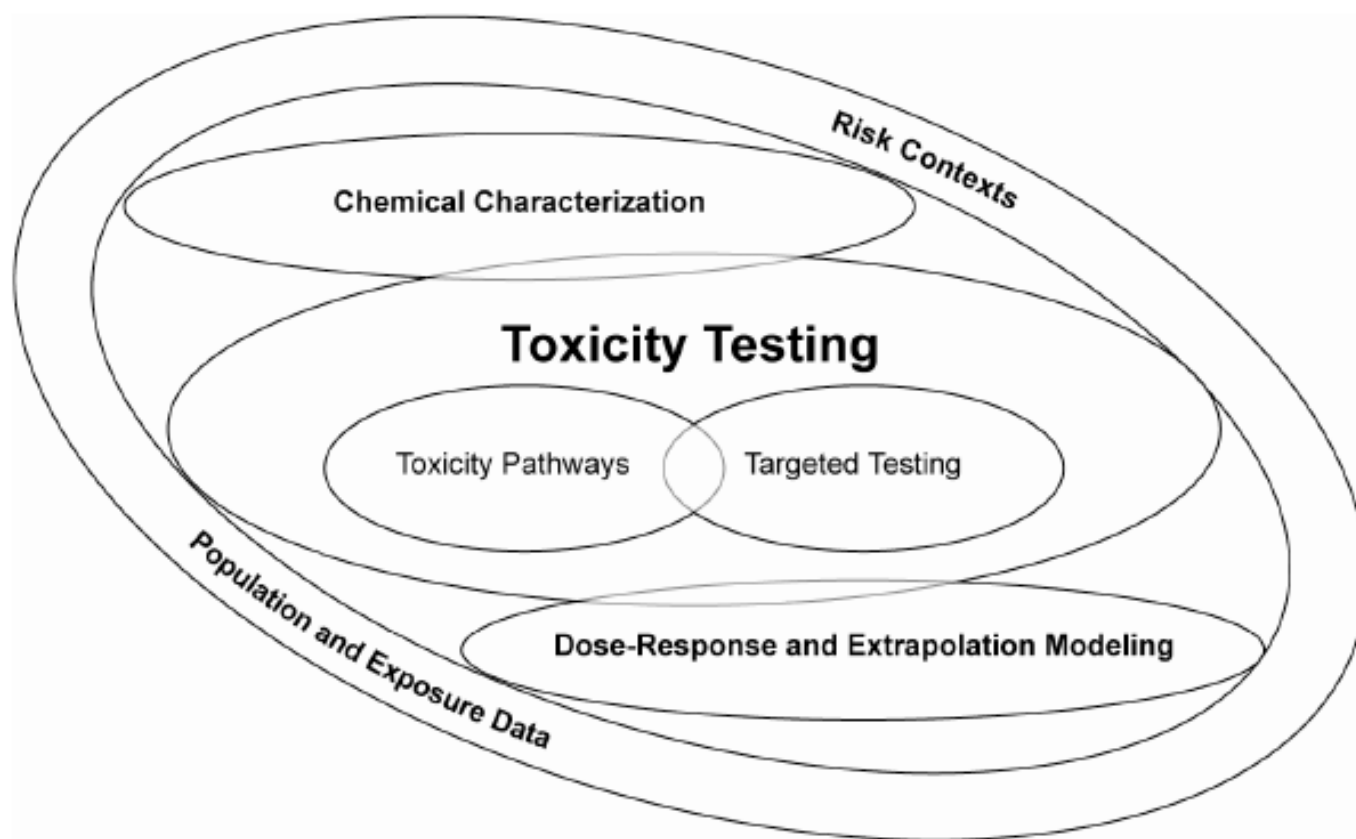 Risk Contexts
Chemical Characterization
Toxicity Testing
Toxicity Pathways
Targeted Testing
Population and Exposure Data
Dose-Response and Extrapolation Modeling